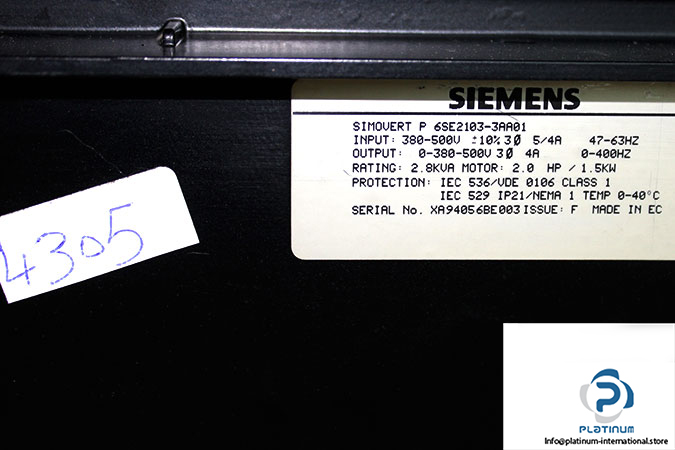 SIEMENS
SIMOVERT P 6SE2103-3AA01
INPUT: 380-500V ±10% 3Ø 5/4A 47-63HZ
OUTPUT: 0-380-500V 3Ø 4A 0-400HZ
RATING: 2.8KVA MOTOR: 2.0 HP / 1.5KW
PROTECTION: IEC 536/VDE 0106 CLASS 1
IEC 529 IP21/NEMA 1 TEMP 0-40°C
SERIAL No. XA94056BE003 ISSUE: F MADE IN EC
4305
PLATINUM
Info@platinum-international.store